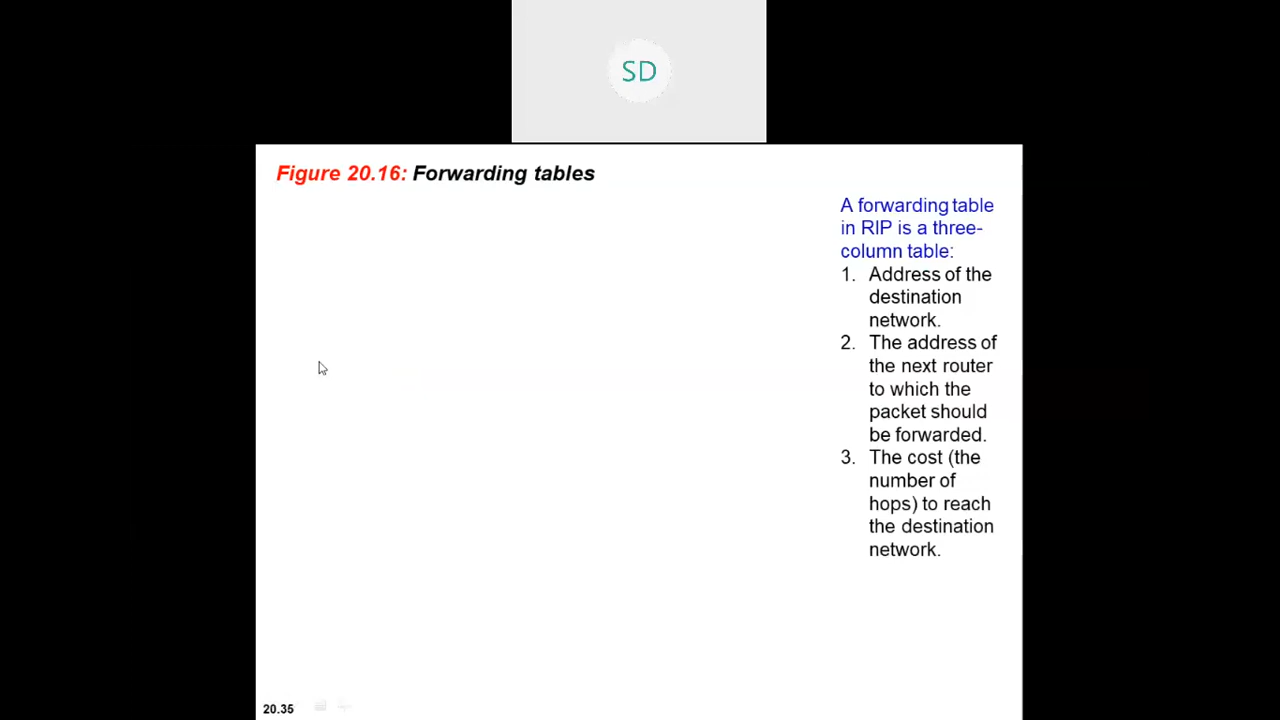 SD
Figure 20.16: Forwarding tables
A forwarding table
in RIP is a three-
column table:
1. Address of the
destination
network.
2. The address of
the next router
to which the
packet should
be forwarded.
3. The cost (the
number of
hops) to reach
the destination
network.
20.35